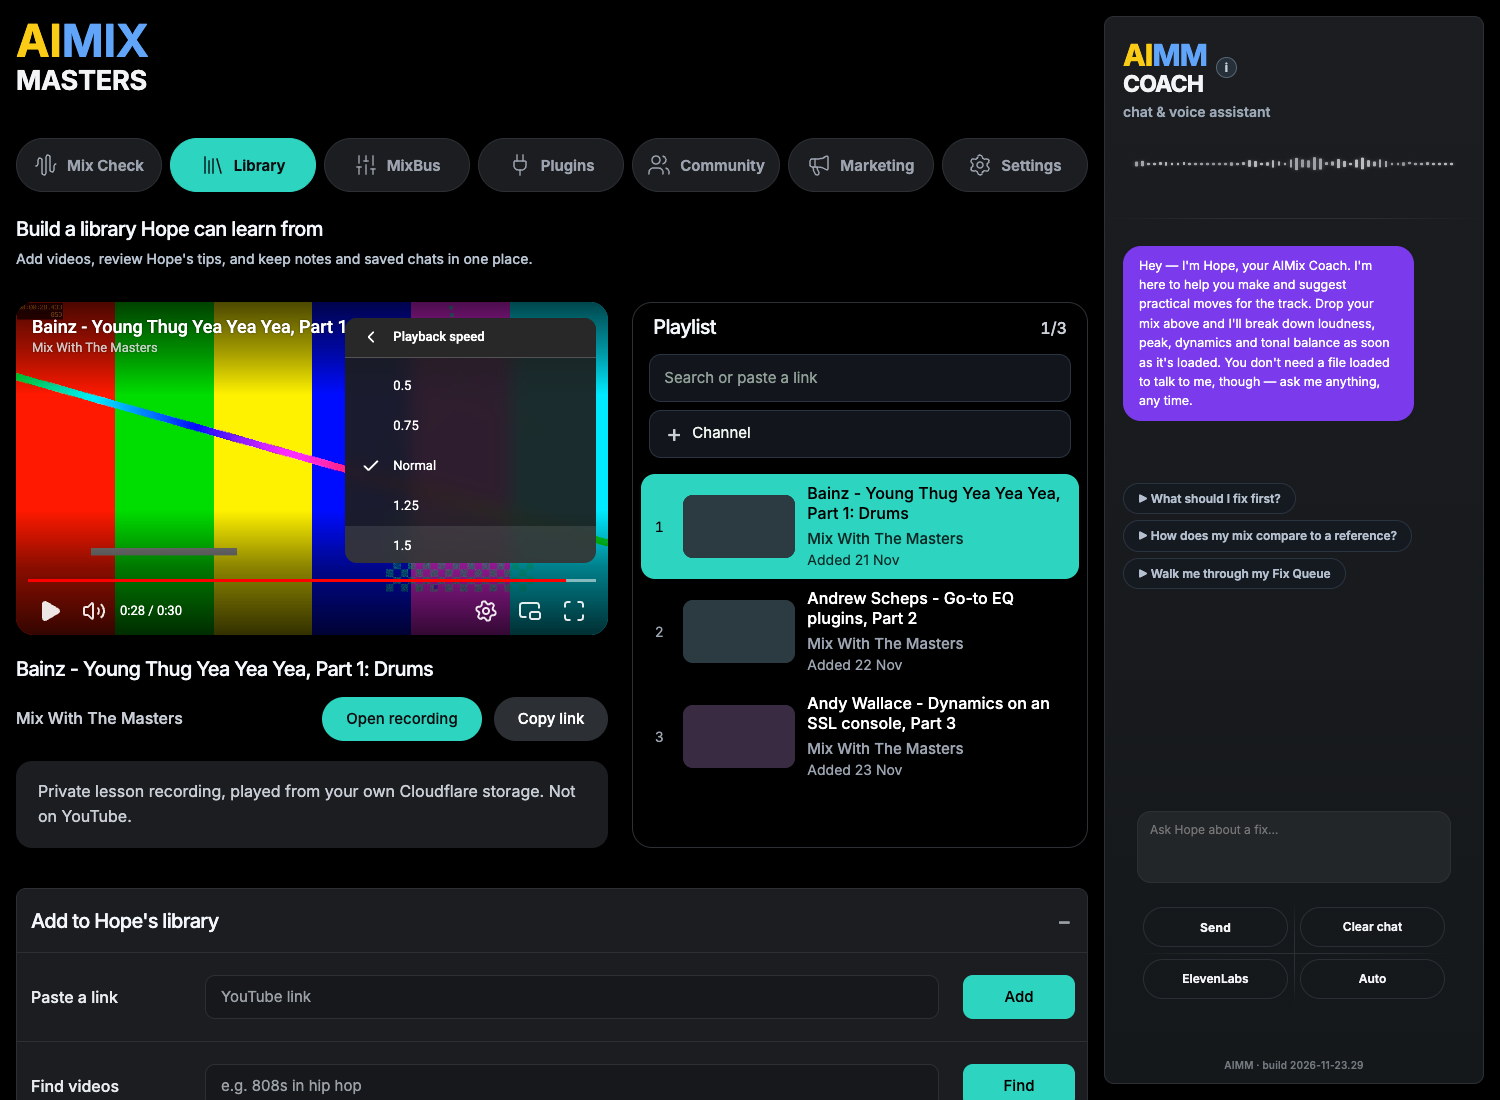 AIMIX
MASTERS
Mix Check
Library
MixBus
Plugins
Community
Marketing
Settings
Build a library Hope can learn from
Add videos, review Hope's tips, and keep notes and saved chats in one place.
Bainz - Young Thug Yea Yea Yea, Part 1
Mix With The Masters
Playback speed
0.5
0.75
Normal
1.25
1.5
0:28 / 0:30
Bainz - Young Thug Yea Yea Yea, Part 1: Drums
Mix With The Masters
Open recording
Copy link
Private lesson recording, played from your own Cloudflare storage. Not
on YouTube.
Playlist
1/3
Search or paste a link
+ Channel
1
Bainz - Young Thug Yea Yea Yea,
Part 1: Drums
Mix With The Masters
Added 21 Nov
2
Andrew Scheps - Go-to EQ
plugins, Part 2
Mix With The Masters
Added 22 Nov
3
Andy Wallace - Dynamics on an
SSL console, Part 3
Mix With The Masters
Added 23 Nov
Add to Hope's library
Paste a link
YouTube link
Add
Find videos
e.g. 808s in hip hop
Find
AIMM
COACH
i
chat & voice assistant
Hey — I'm Hope, your AIMix Coach. I'm
here to help you make and suggest
practical moves for the track. Drop your
mix above and I'll break down loudness,
peak, dynamics and tonal balance as soon
as it's loaded. You don't need a file loaded
to talk to me, though — ask me anything,
any time.
What should I fix first?
How does my mix compare to a reference?
Walk me through my Fix Queue
Ask Hope about a fix...
Send
Clear chat
ElevenLabs
Auto
AIMM · build 2026-11-23.29